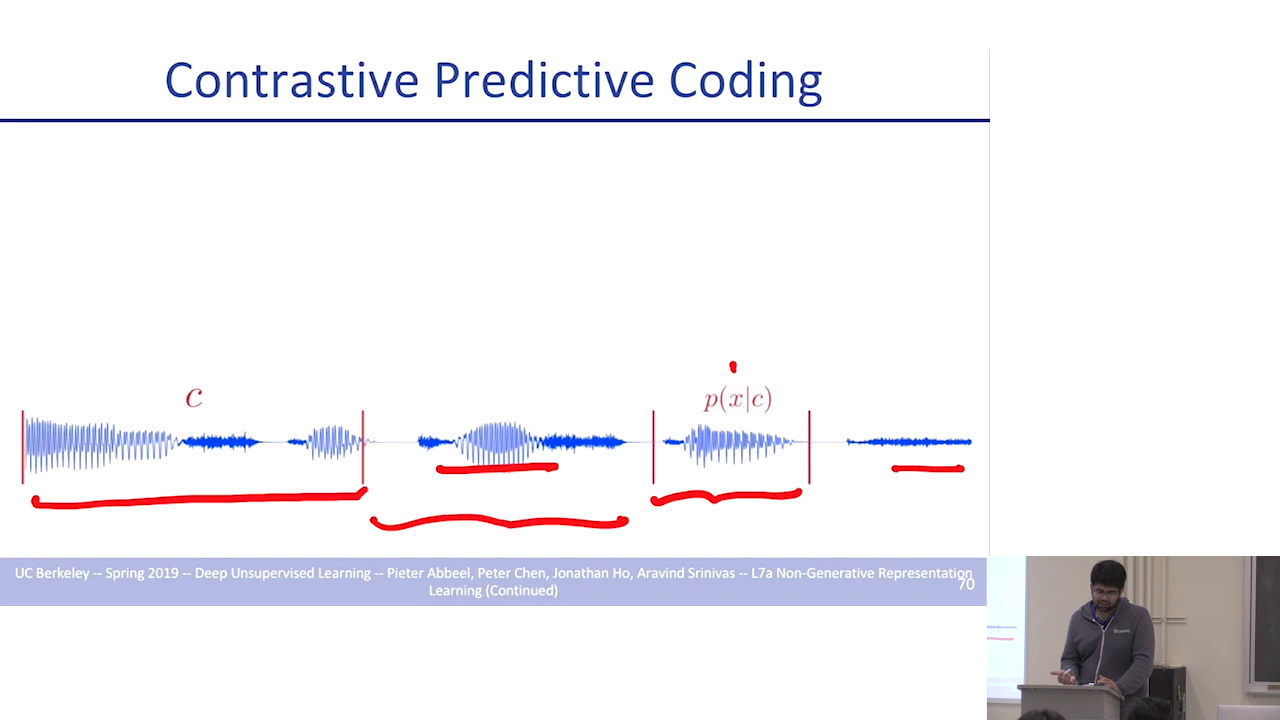 Contrastive Predictive Coding
c
p(x|c)
UC Berkeley -- Spring 2019 -- Deep Unsupervised Learning -- Pieter Abbeel, Peter Chen, Jonathan Ho, Aravind Srinivas -- L7a Non-Generative Representation
Learning (Continued)
70